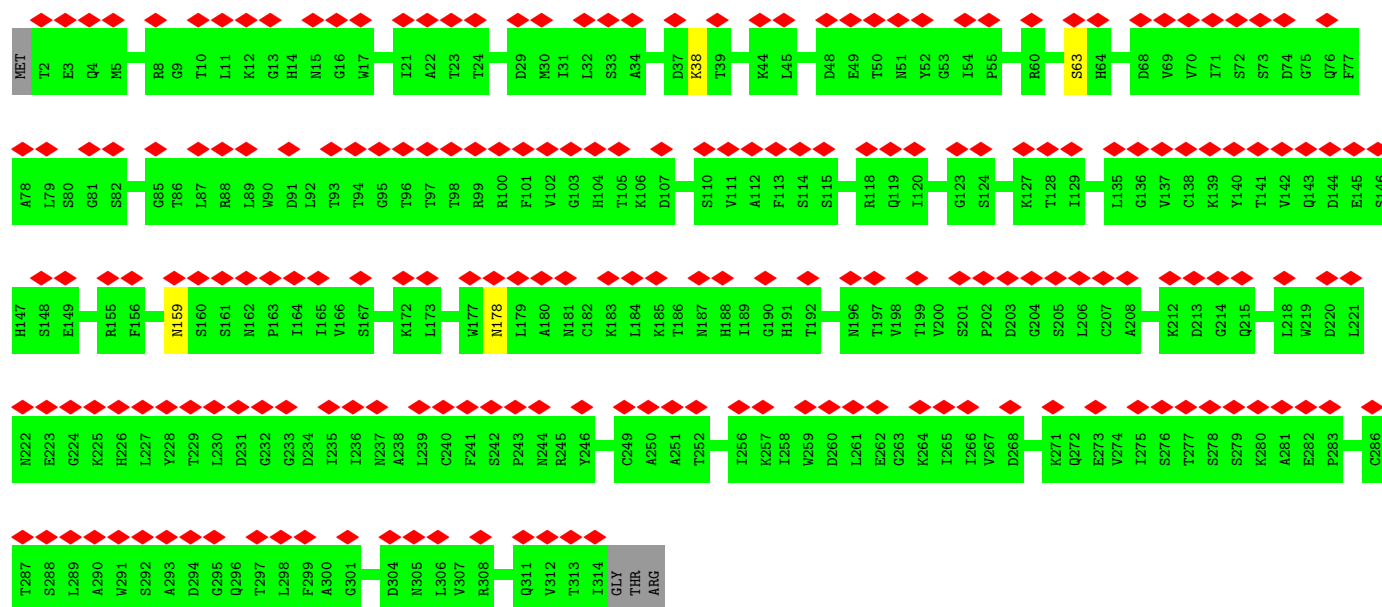 MET T2 E3 Q4 M5 R8 G9 T10 L11 K12 G13 H14 N15 G16 W17 I21 A22 T23 T24 D29 M30 I31 L32 S33 A34 D37 K38 T39 K44 L45 D48 E49 T50 N51 Y52 G53 I54 P55 R60 S63 H64 D68 V69 V70 I71 S72 S73 D74 G75 Q76 F77
A78 L79 S80 G81 S82 G85 T86 L87 R88 L89 W90 D91 L92 T93 T94 G95 T96 T97 T98 R99 R100 F101 V102 G103 H104 T105 K106 D107 S110 V111 A112 F113 S114 S115 R118 Q119 I120 G123 S124 K127 T128 I129 L135 G136 V137 C138 K139 Y140 T141 V142 Q143 D144 E145 S146
H147 S148 E149 R155 F156 N159 S160 S161 N162 P163 I164 I165 V166 S167 K172 L173 W177 N178 L179 A180 N181 C182 K183 L184 K185 T186 N187 H188 I189 G190 H191 T192 N196 T197 V198 T199 V200 S201 P202 D203 G204 S205 L206 C207 A208 K212 D213 G214 Q215 L218 W219 D220 L221
N222 E223 G224 K225 H226 L227 Y228 T229 L230 D231 G232 G233 D234 I235 I236 N237 A238 L239 C240 F241 S242 P243 N244 R245 Y246 C249 A250 A251 T252 I256 K257 I258 W259 D260 L261 E262 G263 K264 I265 I266 V267 D268 K271 Q272 E273 V274 I275 S276 T277 S278 S279 K280 A281 E282 P283 C286
T287 S288 L289 A290 W291 S292 A293 D294 G295 Q296 T297 L298 F299 A300 G301 D304 N305 L306 V307 R308 Q311 V312 T313 I314 GLY THR ARG